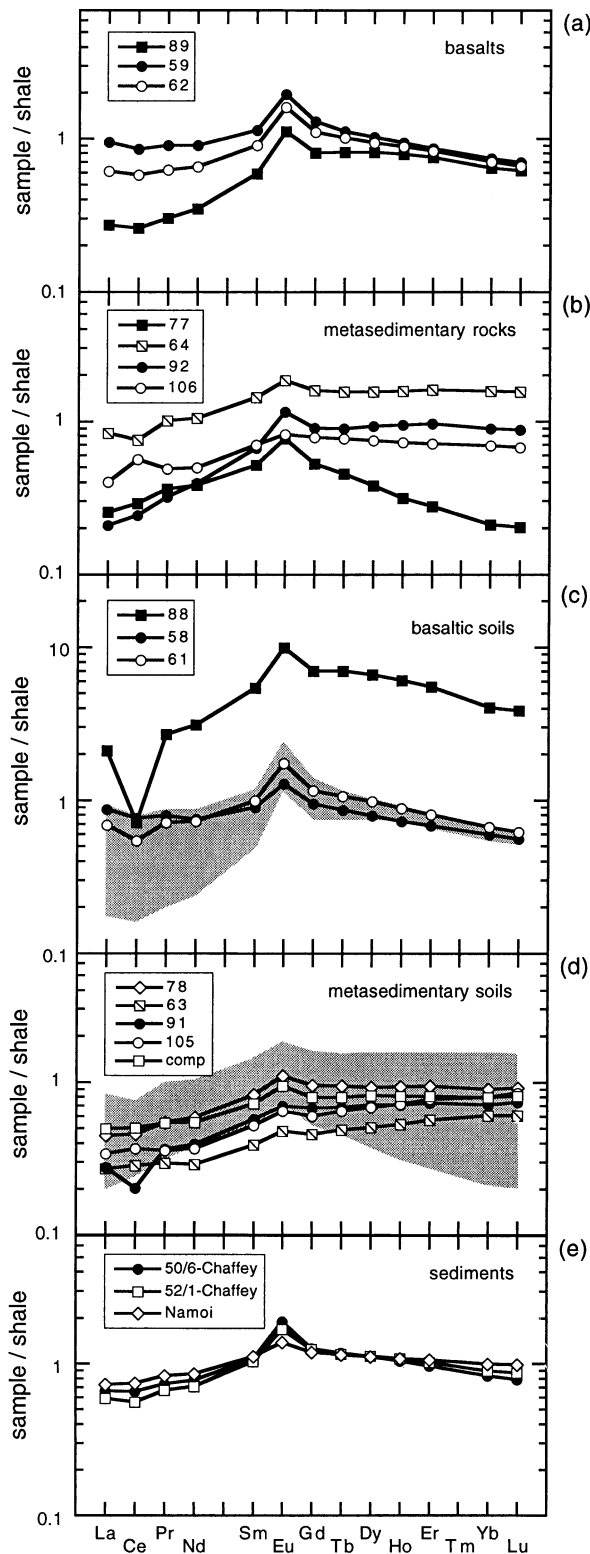 (a)
basalts
89
59
62
1
sample / shale
0.1
(b)
metasedimentary rocks
77
64
92
106
1
sample / shale
0.1
(c)
basaltic soils
88
58
61
10
1
sample / shale
0.1
(d)
metasedimentary soils
78
63
91
105
comp
1
sample / shale
0.1
(e)
sediments
50/6-Chaffey
52/1-Chaffey
Namoi
1
sample / shale
0.1
La Ce Pr Nd Sm Eu Gd Tb Dy Ho Er Tm Yb Lu